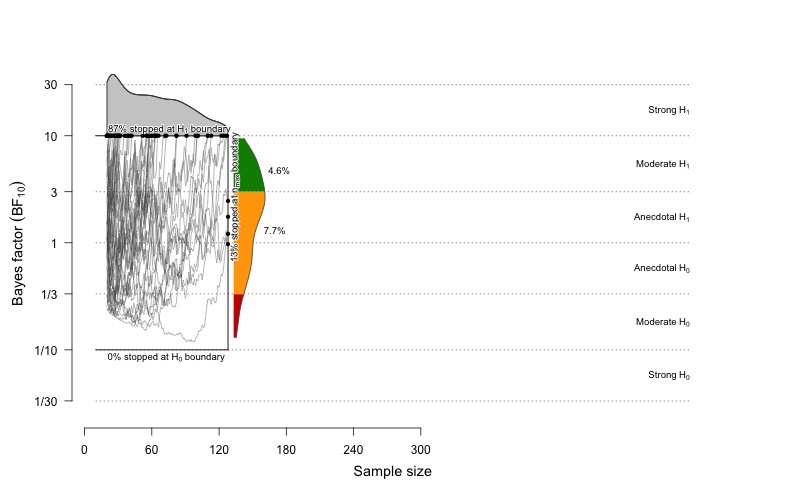 30
10
3
1
1/3
1/10
1/30
Bayes factor (BF₁₀)
87% stopped at H₁ boundary
13% stopped at nₘₐₓ boundary
0% stopped at H₀ boundary
4.6%
7.7%
Strong H₁
Moderate H₁
Anecdotal H₁
Anecdotal H₀
Moderate H₀
Strong H₀
0 60 120 180 240 300
Sample size